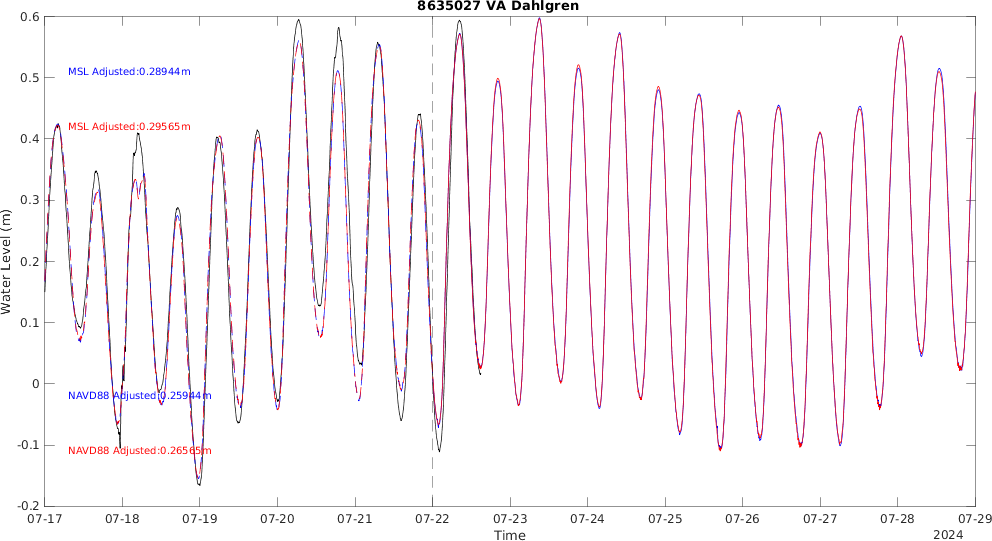 8635027 VA Dahlgren
0.6
0.5
0.4
0.3
0.2
0.1
0
-0.1
-0.2
Water Level (m)
MSL Adjusted:0.28944m
MSL Adjusted:0.29565m
NAVD88 Adjusted:0.25944m
NAVD88 Adjusted:0.26565m
07-17 07-18 07-19 07-20 07-21 07-22 07-23 07-24 07-25 07-26 07-27 07-28 07-29
Time
2024